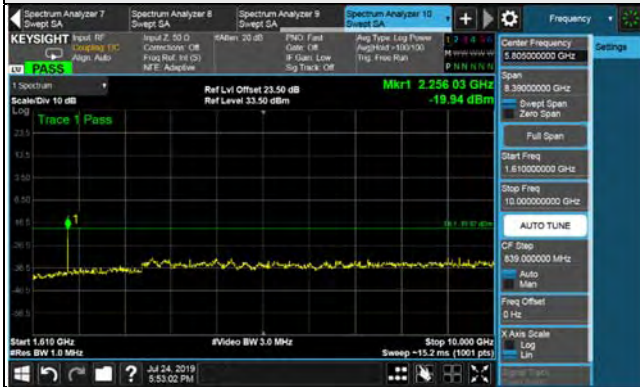 Spectrum Analyzer 7
Swept SA
Spectrum Analyzer 8
Swept SA
Spectrum Analyzer 9
Swept SA
Spectrum Analyzer 10
Swept SA
Frequency
KEYSIGHT
Input: RF
Coupling: DC
Align: Auto
Input Z: 50 Ω
Corrections: Off
Freq Ref: Int (S)
NFE: Adaptive
#Atten: 20 dB
PNO: Fast
Gate: Off
IF Gain: Low
Sig Track: Off
Avg Type: Log Power
Avg|Hold:>100/100
Trig: Free Run
LU PASS
1 Spectrum
Scale/Div 10 dB
Log
Ref Lvl Offset 23.50 dB
Ref Level 33.50 dBm
Mkr1 2.256 03 GHz
-19.94 dBm
Trace 1 Pass
23.5
13.5
3.50
-6.50
-16.5
-26.5
-36.5
-46.5
1
Start 1.610 GHz
#Res BW 1.0 MHz
#Video BW 3.0 MHz
Stop 10.000 GHz
Sweep ~15.2 ms (1001 pts)
Jul 24, 2019
5:53:02 PM
Center Frequency
5.805000000 GHz
Settings
Span
8.39000000 GHz
Swept Span
Zero Span
Full Span
Start Freq
1.610000000 GHz
Stop Freq
10.000000000 GHz
AUTO TUNE
CF Step
839.000000 MHz
Auto
Man
Freq Offset
0 Hz
X Axis Scale
Log
Lin